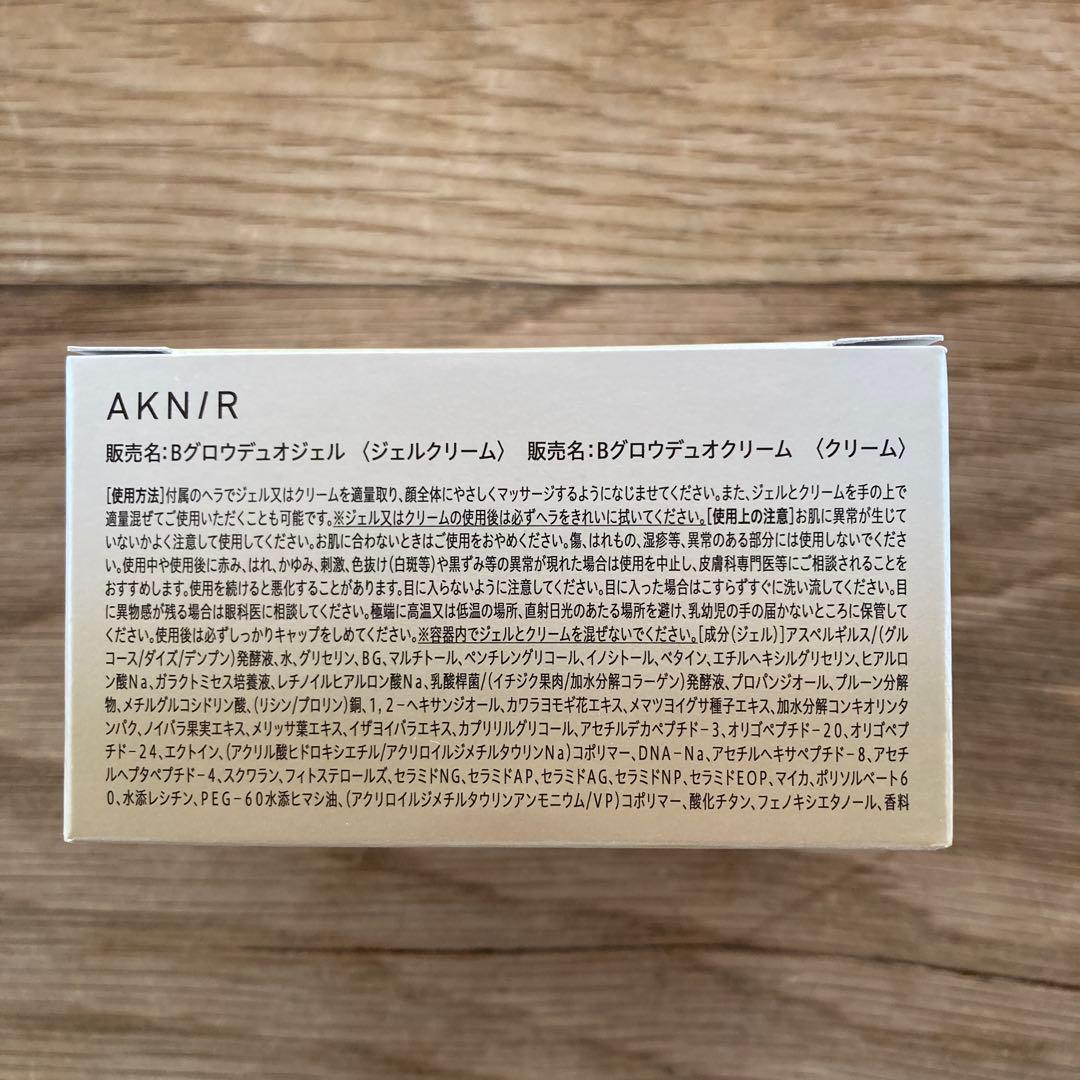 AKNIR
販売名:Bグロウデュオジェル 〈ジェルクリーム〉 販売名:Bグロウデュオクリーム 〈クリーム〉
[使用方法]付属のヘラでジェル又はクリームを適量取り、顔全体にやさしくマッサージするようになじませてください。また、ジェルとクリームを手の上で
適量混ぜてご使用いただくことも可能です。※ジェル又はクリームの使用後は必ずヘラをきれいに拭いてください。[使用上の注意]お肌に異常が生じて
いないかよく注意して使用してください。お肌に合わないときはご使用をおやめください。傷、はれもの、湿疹等、異常のある部分には使用しないでくださ
い。使用中や使用後に赤み、はれ、かゆみ、刺激、色抜け(白斑等)や黒ずみ等の異常が現れた場合は使用を中止し、皮膚科専門医等にご相談されることを
おすすめします。使用を続けると悪化することがあります。目に入らないように注意してください。目に入った場合はこすらずすぐに洗い流してください。目
に異物感が残る場合は眼科医に相談してください。極端に高温又は低温の場所、直射日光のあたる場所を避け、乳幼児の手の届かないところに保管して
ください。使用後は必ずしっかりキャップをしめてください。※容器内でジェルとクリームを混ぜないでください。[成分(ジェル)]アスペルギルス/(グル
コース/ダイズ/デンプン)発酵液、水、グリセリン、BG、マルチトール、ペンチレングリコール、イノシトール、ベタイン、エチルヘキシルグリセリン、ヒアルロ
ン酸Na、ガラクトミセス培養液、レチノイルヒアルロン酸Na、乳酸桿菌/(イチジク果肉/加水分解コラーゲン)発酵液、プロパンジオール、プルーン分解
物、メチルグルコシドリン酸、(リシン/プロリン)銅、1,2-ヘキサンジオール、カワラヨモギ花エキス、メマツヨイグサ種子エキス、加水分解コンキオリンタ
ンパク、ノイバラ果実エキス、メリッサ葉エキス、イザヨイバラエキス、カプリリルグリコール、アセチルデカペプチド-3、オリゴペプチド-20、オリゴペプ
チド-24、エクトイン、(アクリル酸ヒドロキシエチル/アクリロイルジメチルタウリンNa)コポリマー、DNA-Na、アセチルヘキサペプチド-8、アセチ
ルヘプタペプチド-4、スクワラン、フィトステロールズ、セラミドNG、セラミドAP、セラミドAG、セラミドNP、セラミドEOP、マイカ、ポリソルベート6
0、水添レシチン、PEG-60水添ヒマシ油、(アクリロイルジメチルタウリンアンモニウム/VP)コポリマー、酸化チタン、フェノキシエタノール、香料